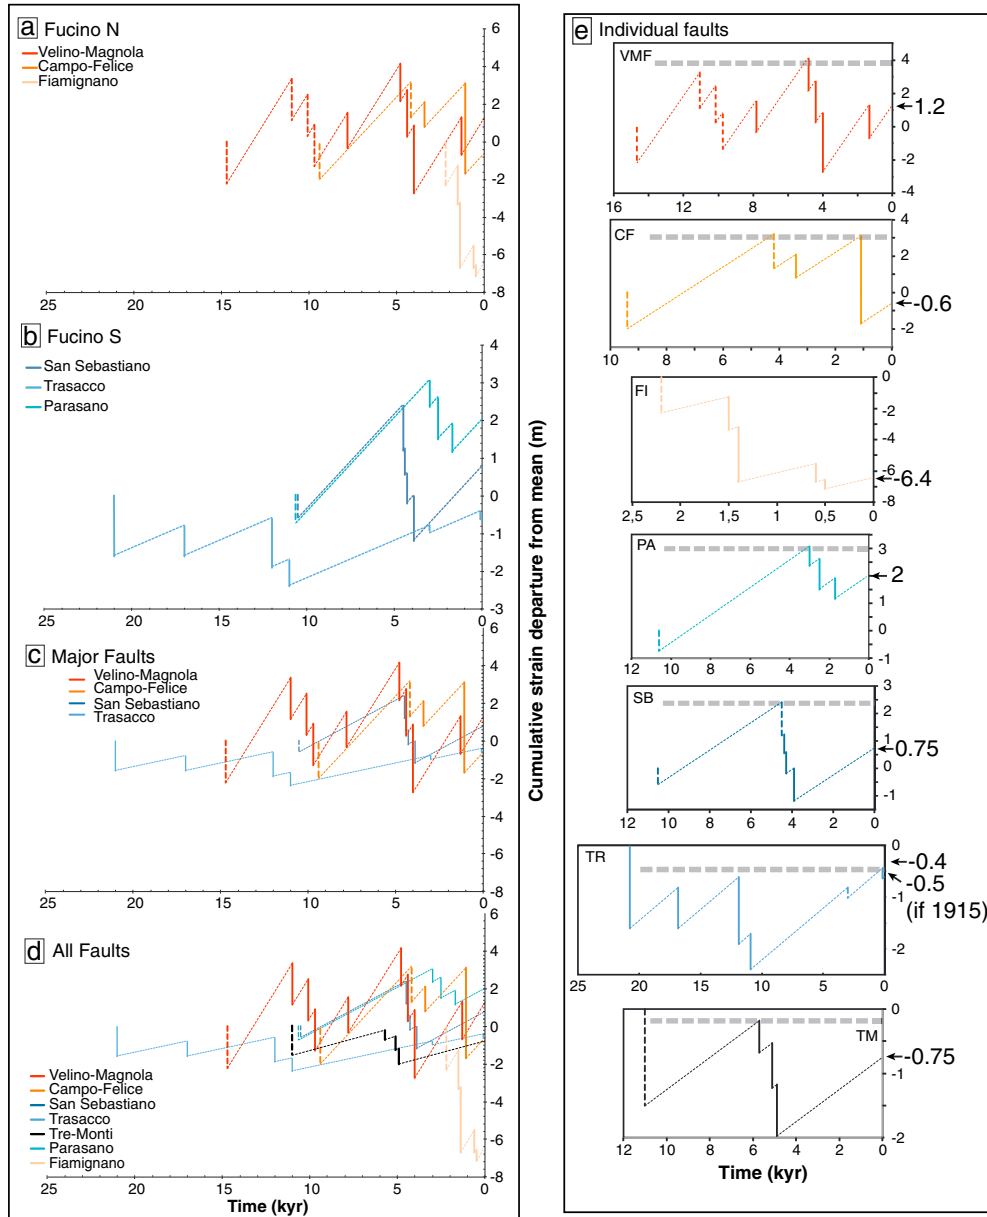 a Fucino N
Velino-Magnola
Campo-Felice
Fiamignano
6
4
2
0
-2
-4
-6
-8
25 20 15 10 5 0
b Fucino S
San Sebastiano
Trasacco
Parasano
4
3
2
1
0
-1
-2
-3
25 20 15 10 5 0
c Major Faults
Velino-Magnola
Campo-Felice
San Sebastiano
Trasacco
6
4
2
0
-2
-4
-6
-8
25 20 15 10 5 0
d All Faults
6
4
2
0
-2
-4
-6
-8
Velino-Magnola
Campo-Felice
San Sebastiano
Trasacco
Tre-Monti
Parasano
Fiamignano
25 20 15 10 5 0
Time (kyr)
Cumulative strain departure from mean (m)
e Individual faults
VMF
4
2
0
-2
-4
1.2
16 12 8 4 0
CF
4
2
0
-2
-0.6
10 8 6 4 2 0
FI
0
-2
-4
-6
-8
-6.4
2,5 2 1,5 1 0,5 0
PA
3
2
1
0
-1
12 10 8 6 4 2 0
SB
3
2
1
0
-1
0.75
12 10 8 6 4 2 0
TR
0
-1
-2
-0.4
-0.5
(if 1915)
25 20 15 10 5 0
TM
0
-1
-2
-0.75
12 10 8 6 4 2 0
Time (kyr)